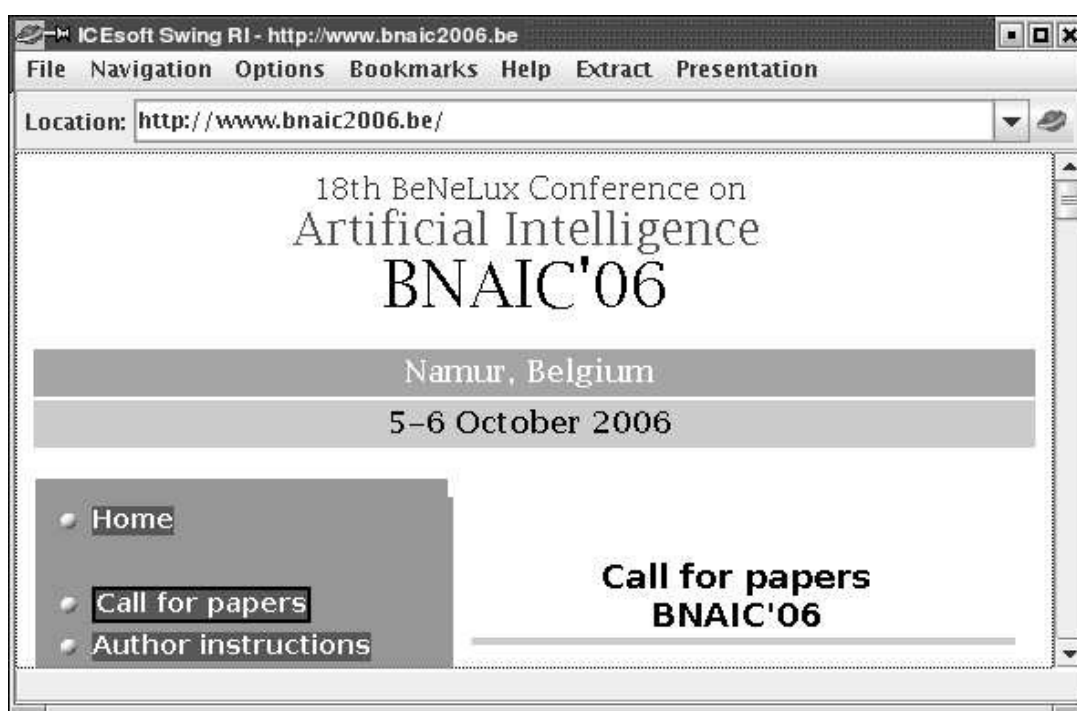 ICEsoft Swing RI - http://www.bnaic2006.be
File Navigation Options Bookmarks Help Extract Presentation
Location: http://www.bnaic2006.be/
18th BeNeLux Conference on
Artificial Intelligence
BNAIC'06
Namur, Belgium
5–6 October 2006
Home
Call for papers
Author instructions
Call for papers
BNAIC'06